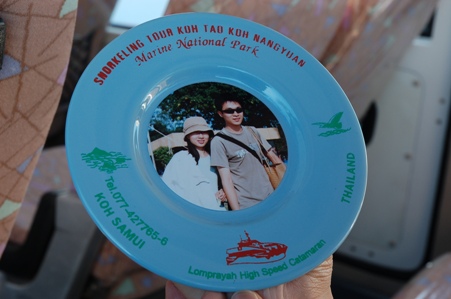 SNORKELING TOUR KOH TAO KOH NANGYUAN
Marine National Park
THAILAND
Tel.077-427765-6
KOH SAMUI
Lomprayah High Speed Catamaran